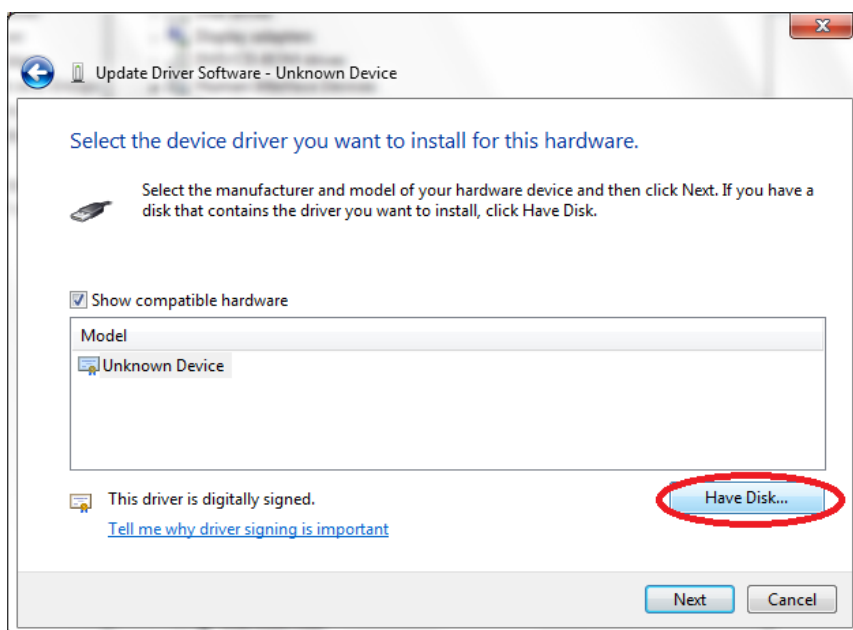 Display adapters
Update Driver Software - Unknown Device
Select the device driver you want to install for this hardware.
Select the manufacturer and model of your hardware device and then click Next. If you have a
disk that contains the driver you want to install, click Have Disk.
Show compatible hardware
Model
Unknown Device
This driver is digitally signed.
Have Disk...
Tell me why driver signing is important
Next
Cancel